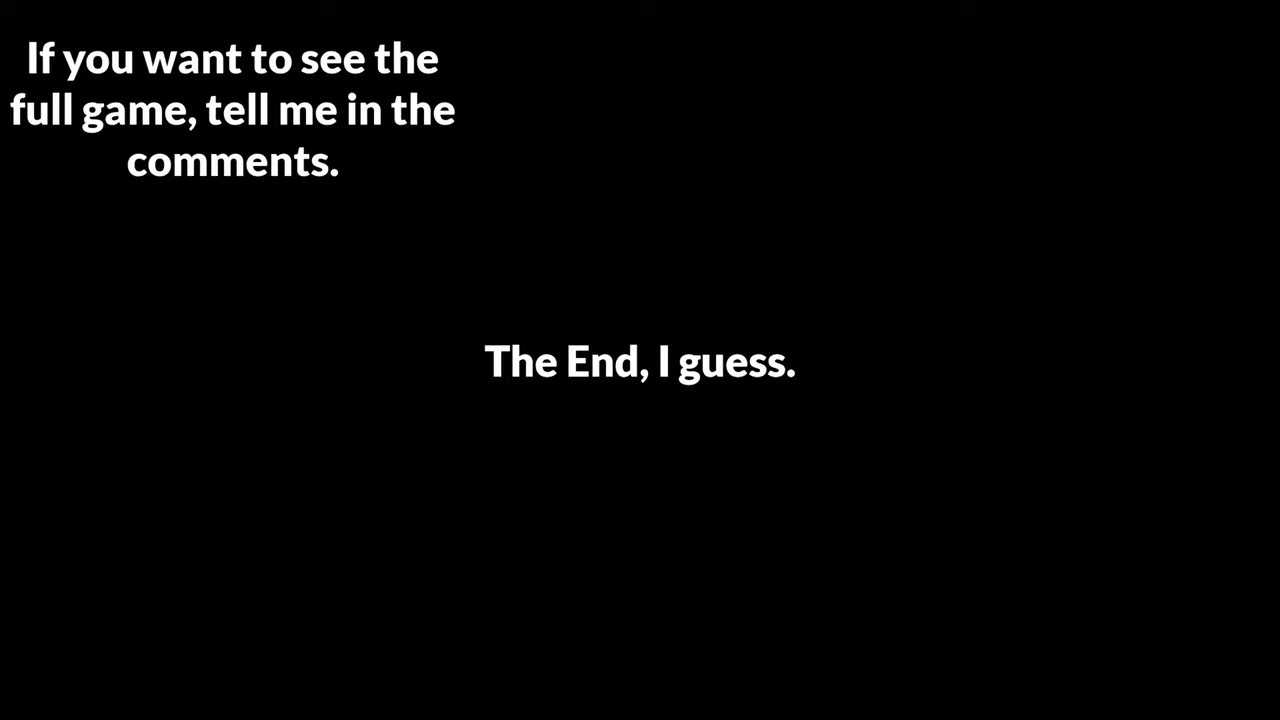 If you want to see the
full game, tell me in the
comments.
The End, I guess.